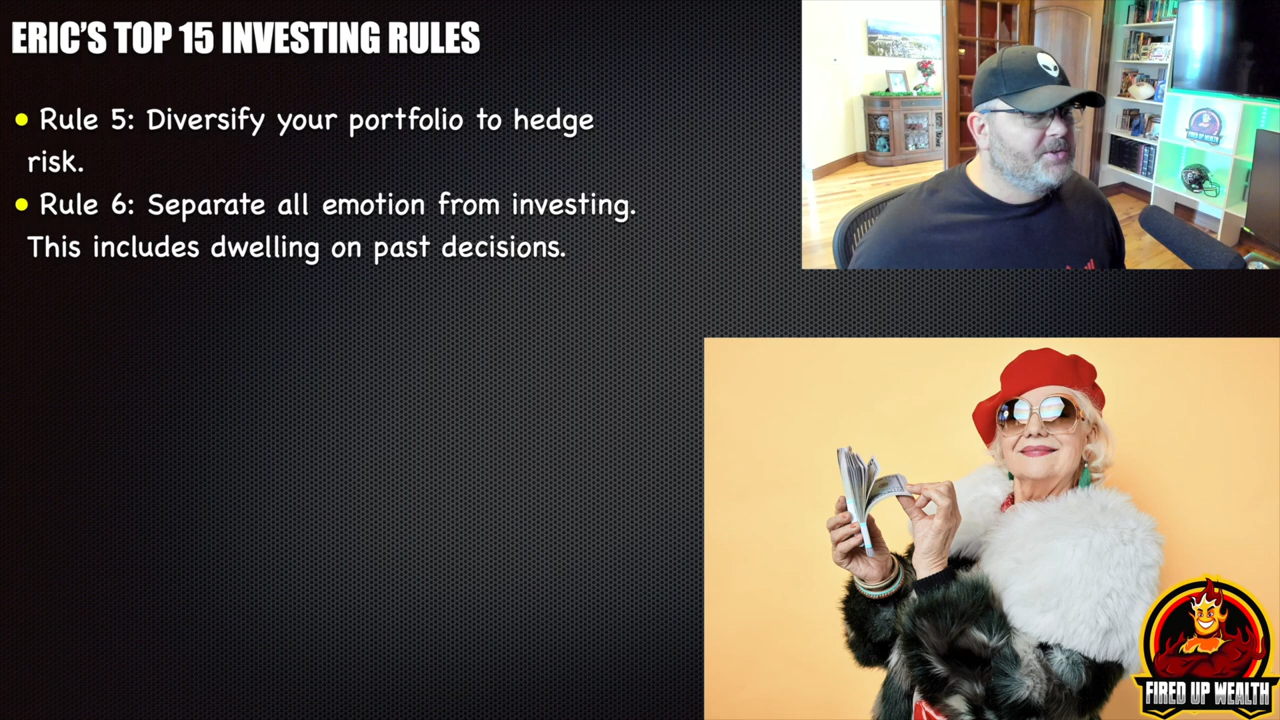 ERIC'S TOP 15 INVESTING RULES
• Rule 5: Diversify your portfolio to hedge
risk.
• Rule 6: Separate all emotion from investing.
This includes dwelling on past decisions.
FIRED UP WEALTH